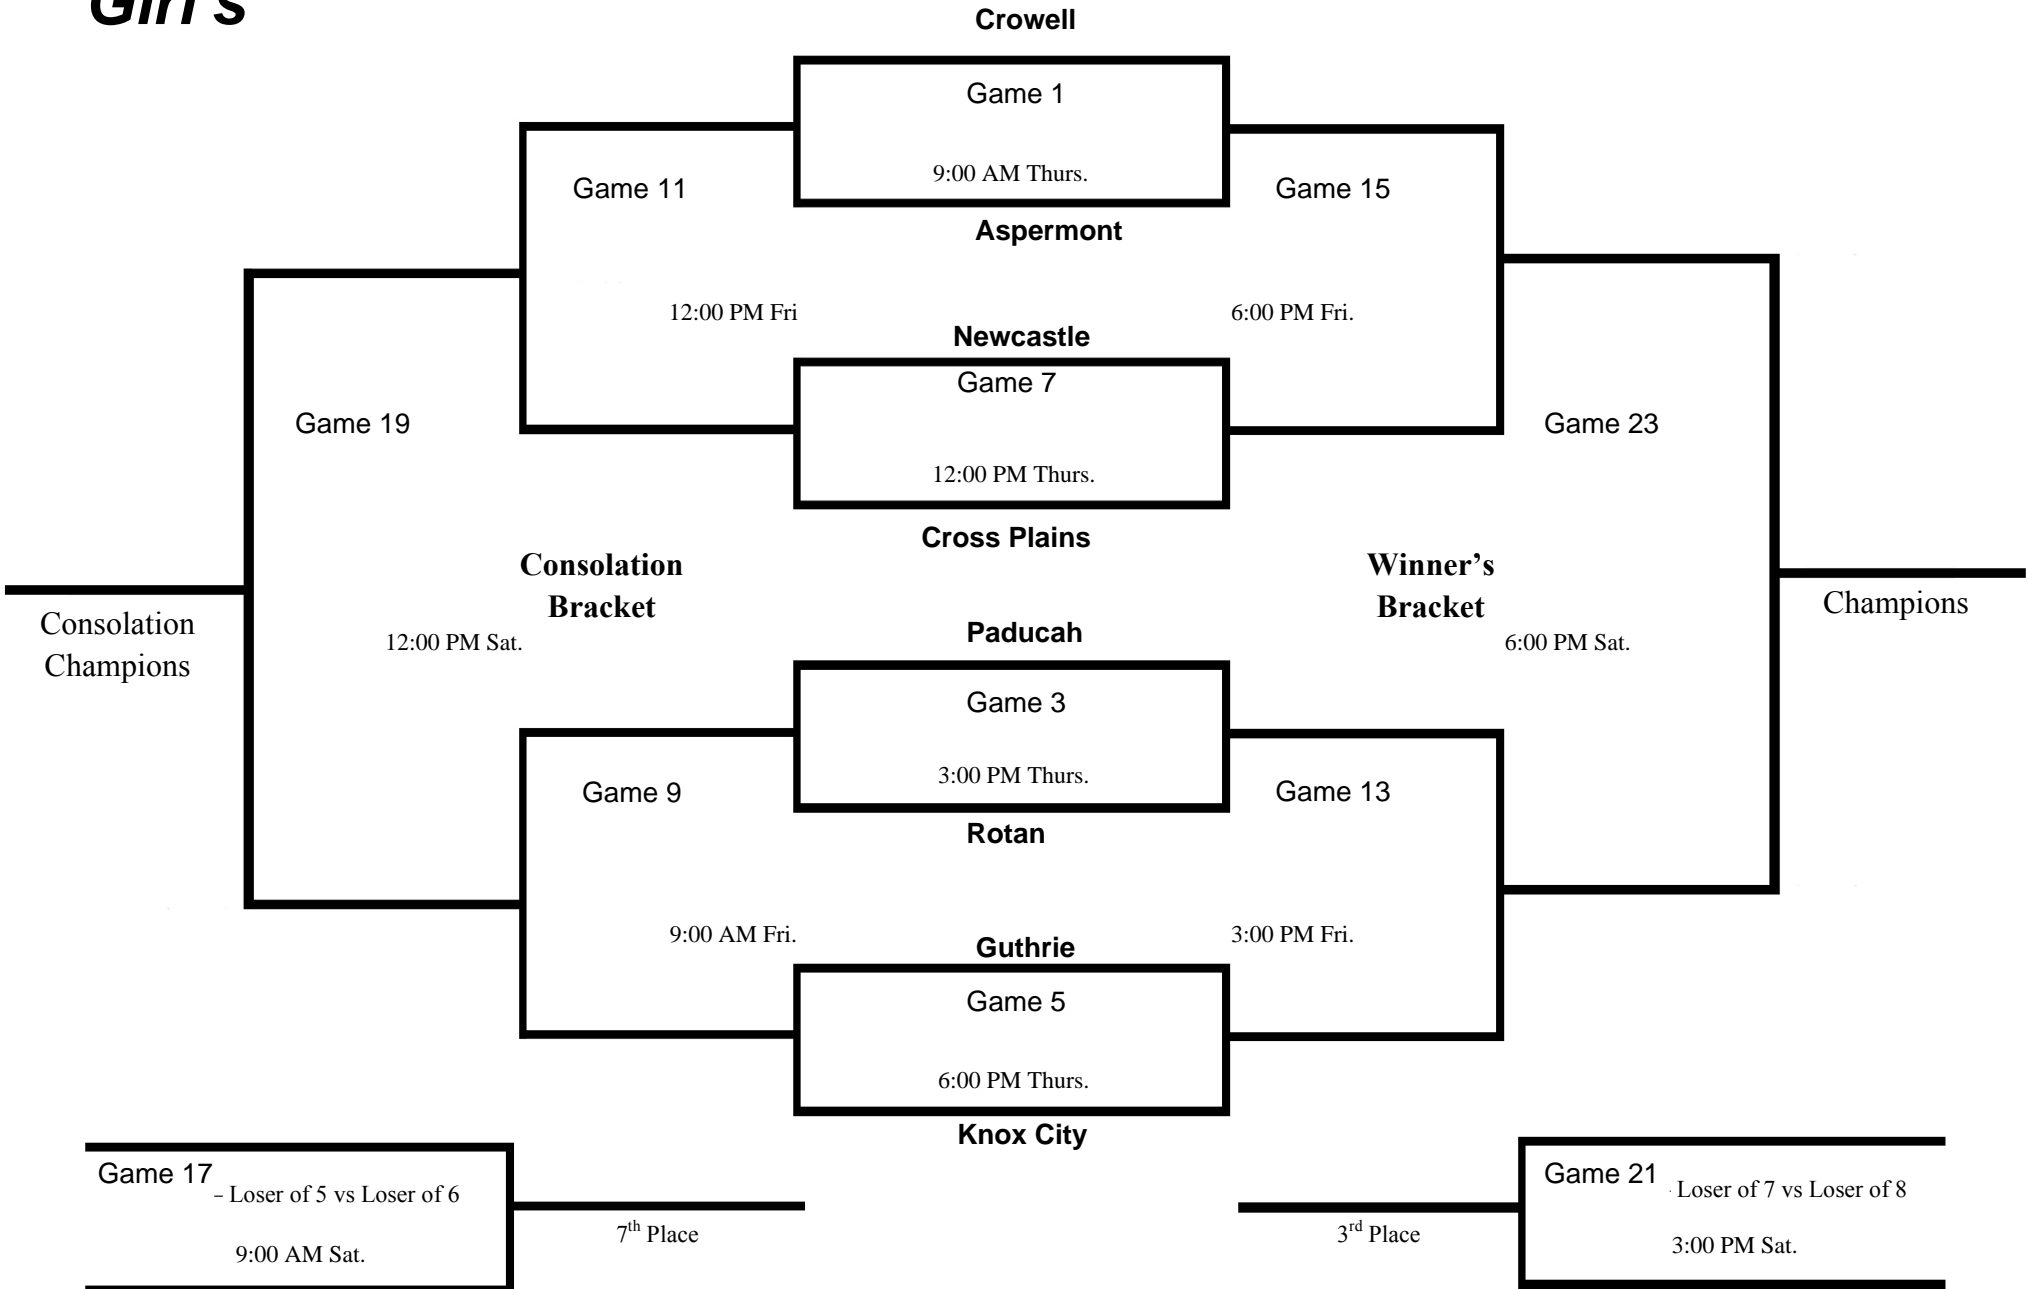 Girl's
Crowell
Game 1
9:00 AM Thurs.
Game 11
Game 15
Aspermont
12:00 PM Fri
6:00 PM Fri.
Newcastle
Game 7
Game 19
Game 23
12:00 PM Thurs.
Cross Plains
Consolation
Bracket
Winner’s
Bracket
Consolation
Champions
Champions
12:00 PM Sat.
Paducah
6:00 PM Sat.
Game 3
3:00 PM Thurs.
Game 9
Game 13
Rotan
9:00 AM Fri.
3:00 PM Fri.
Guthrie
Game 5
6:00 PM Thurs.
Knox City
Game 17 – Loser of 5 vs Loser of 6
9:00 AM Sat.
7th Place
Game 21 Loser of 7 vs Loser of 8
3:00 PM Sat.
3rd Place